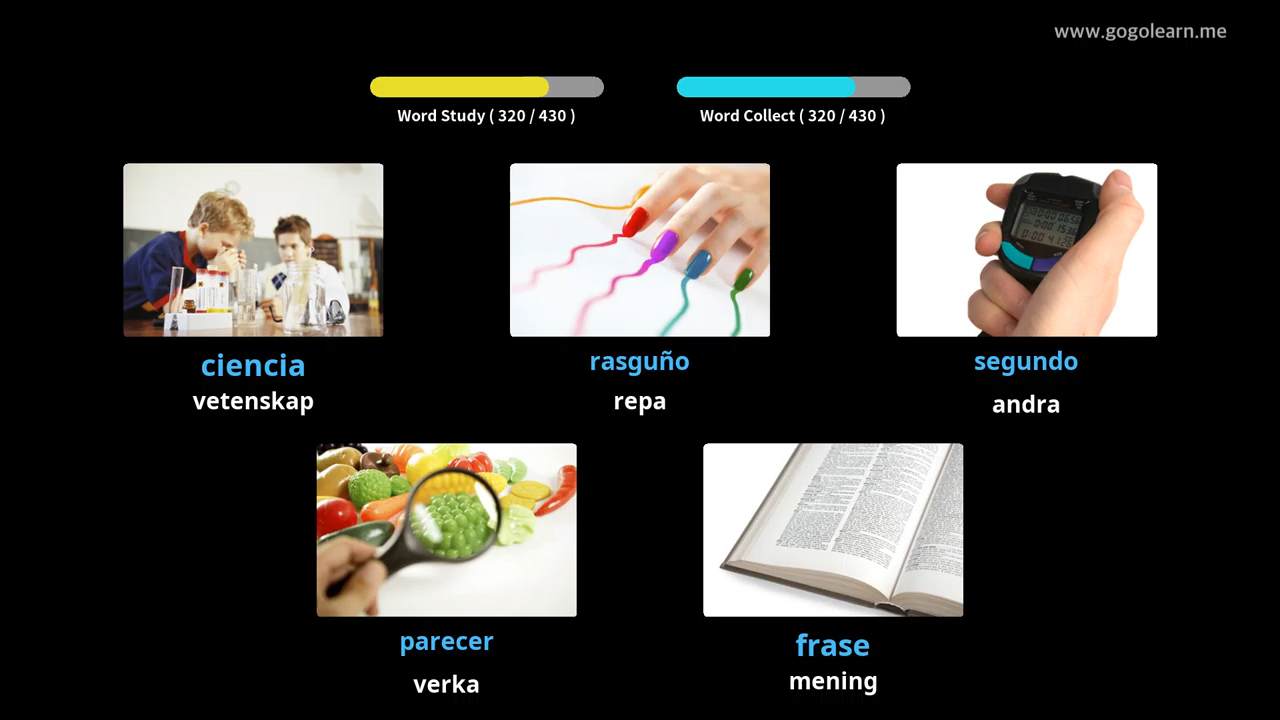 www.gogolearn.me
Word Study ( 320 / 430 )
Word Collect ( 320 / 430 )
ciencia
vetenskap
rasguño
repa
segundo
andra
parecer
verka
frase
mening